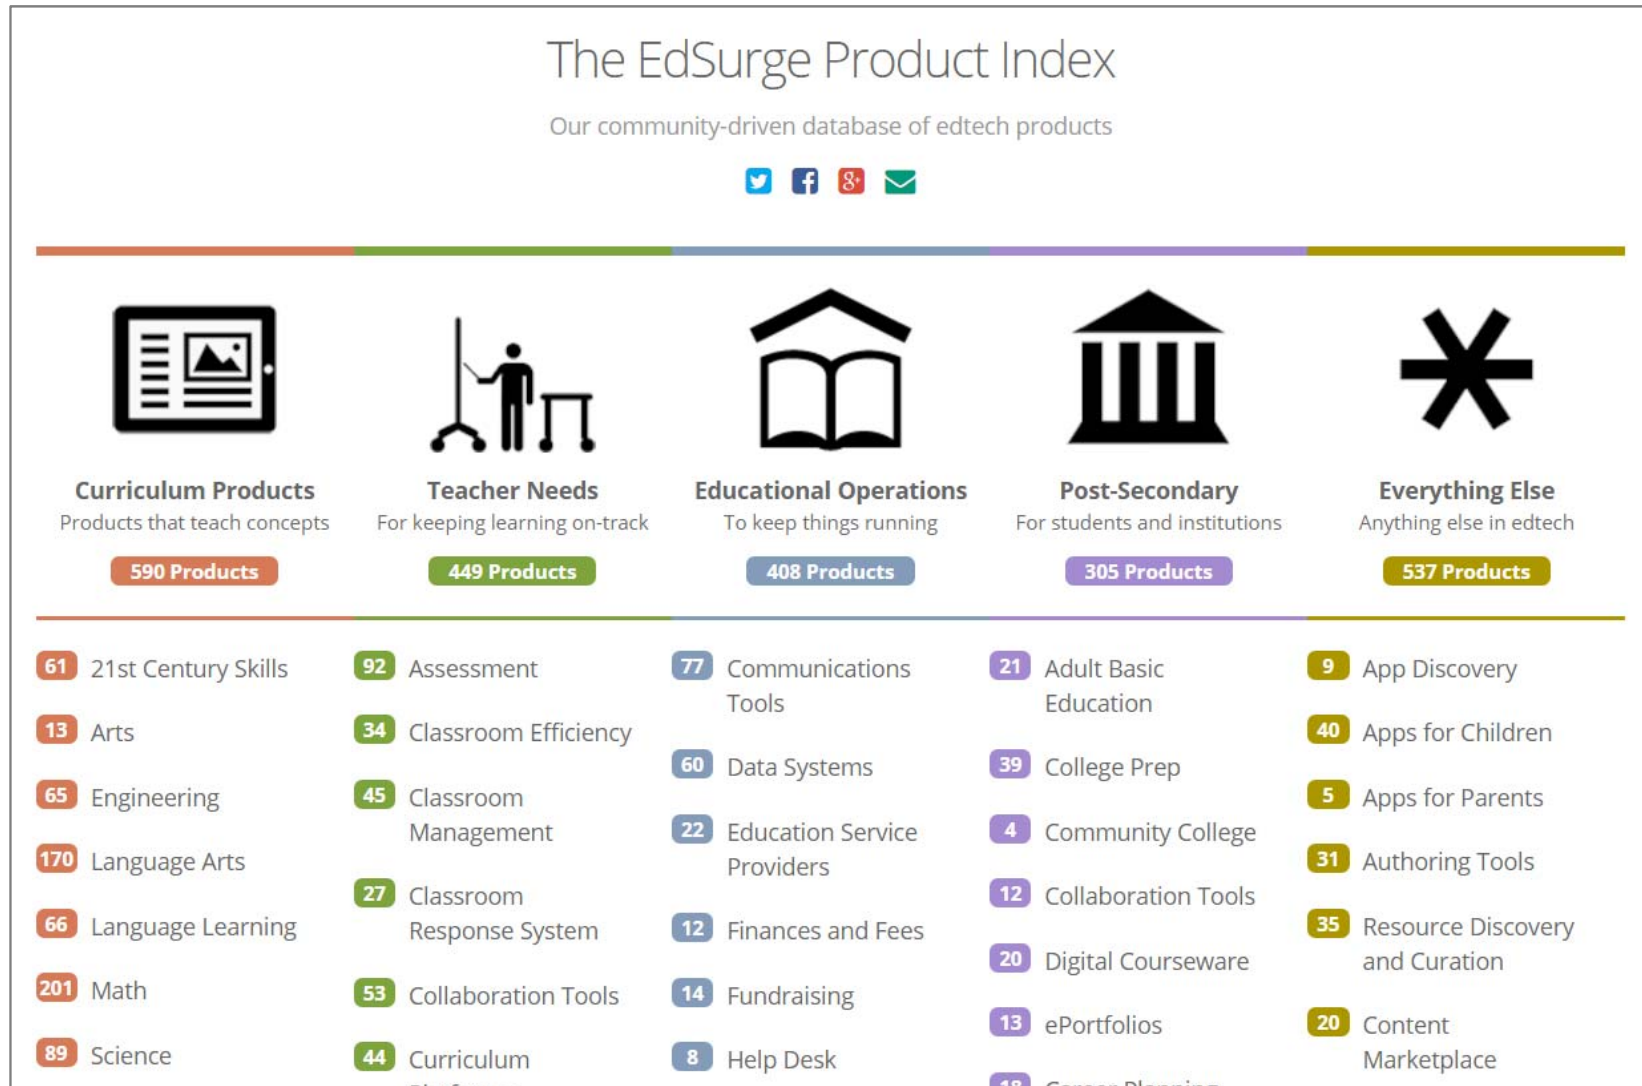 The EdSurge Product Index
Our community-driven database of edtech products
Curriculum Products
Products that teach concepts
590 Products
61 21st Century Skills
13 Arts
65 Engineering
170 Language Arts
66 Language Learning
201 Math
89 Science
Teacher Needs
For keeping learning on-track
449 Products
92 Assessment
34 Classroom Efficiency
45 Classroom
Management
27 Classroom
Response System
53 Collaboration Tools
44 Curriculum
Educational Operations
To keep things running
408 Products
77 Communications
Tools
60 Data Systems
22 Education Service
Providers
12 Finances and Fees
14 Fundraising
8 Help Desk
Post-Secondary
For students and institutions
305 Products
21 Adult Basic
Education
39 College Prep
4 Community College
12 Collaboration Tools
20 Digital Courseware
13 ePortfolios
18 Career Planning
Everything Else
Anything else in edtech
537 Products
9 App Discovery
40 Apps for Children
5 Apps for Parents
31 Authoring Tools
35 Resource Discovery
and Curation
20 Content
Marketplace